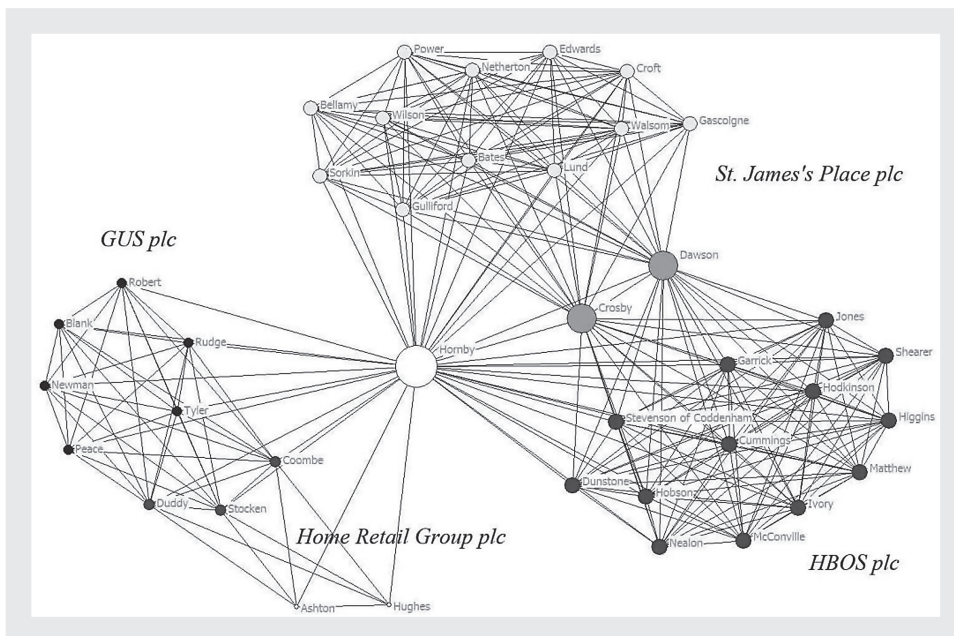 Power
Edwards
Netherton
Croft
Bellamy
Wilson
Walsom
Gascoigne
Bates
Lund
Sorkin
St. James's Place plc
Gulliford
GUS plc
Dawson
Robert
Crosby
Jones
Blank
Rudge
Hornby
Shearer
Garrick
Newman
Hodkinson
Tyler
Stevenson of Coddenham
Higgins
Cummings
Peace
Coombe
Matthew
Dunstone
Hobson
Duddy
Stocken
Ivory
Home Retail Group plc
McConville
Nealon
HBOS plc
Ashton
Hughes